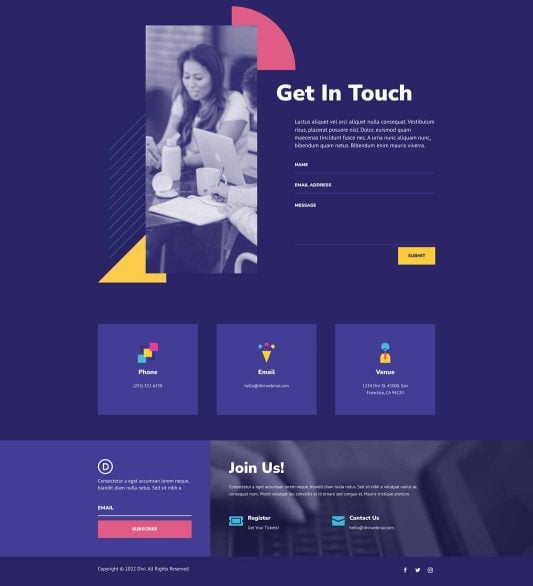 Get In Touch
Luctus aliquet vel orci aliquet nulla consequat. Vestibulum
risus, placerat posuere nisl. Dolor, euismod quam
maecenas tincidunt fusce nec. A urna nunc aliquam nunc,
bibendum quam netus. Bibendum enim mauris viverra.
NAME
EMAIL ADDRESS
MESSAGE
SUBMIT
Phone
Email
Venue
(255) 352-6258
hello@diviwebinar.com
1234 Divi St. #1000, San
Francisco, CA 94220
D
Consectetur a eget accumsan lorem neque,
blandit diam nulla netus. Sed sit nibh a.
EMAIL
SUBSCRIBE
Join Us!
Consectetur a eget accumsan lorem neque, blandit diam nulla netus. Sed sit nibh a volutpat varius ac,
consequat nunc. Morbi volutpat leo convallis et id ornare sed congue et. Mauris tristique pretium.
Register
Get Your Tickets!
Contact Us
hello@diviwebinar.com
Copyright © 2022 Divi. All Rights Reserved.